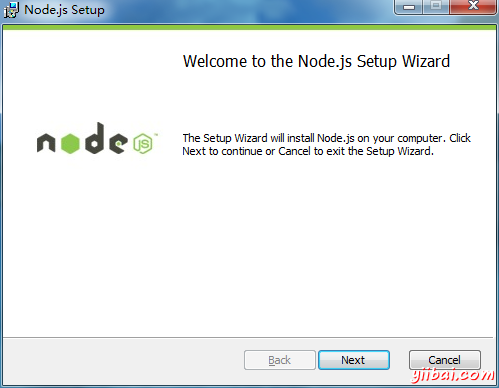 Node.js Setup
Welcome to the Node.js Setup Wizard
node JS™
The Setup Wizard will install Node.js on your computer. Click
Next to continue or Cancel to exit the Setup Wizard.
Back Next Cancel
yiibai.com